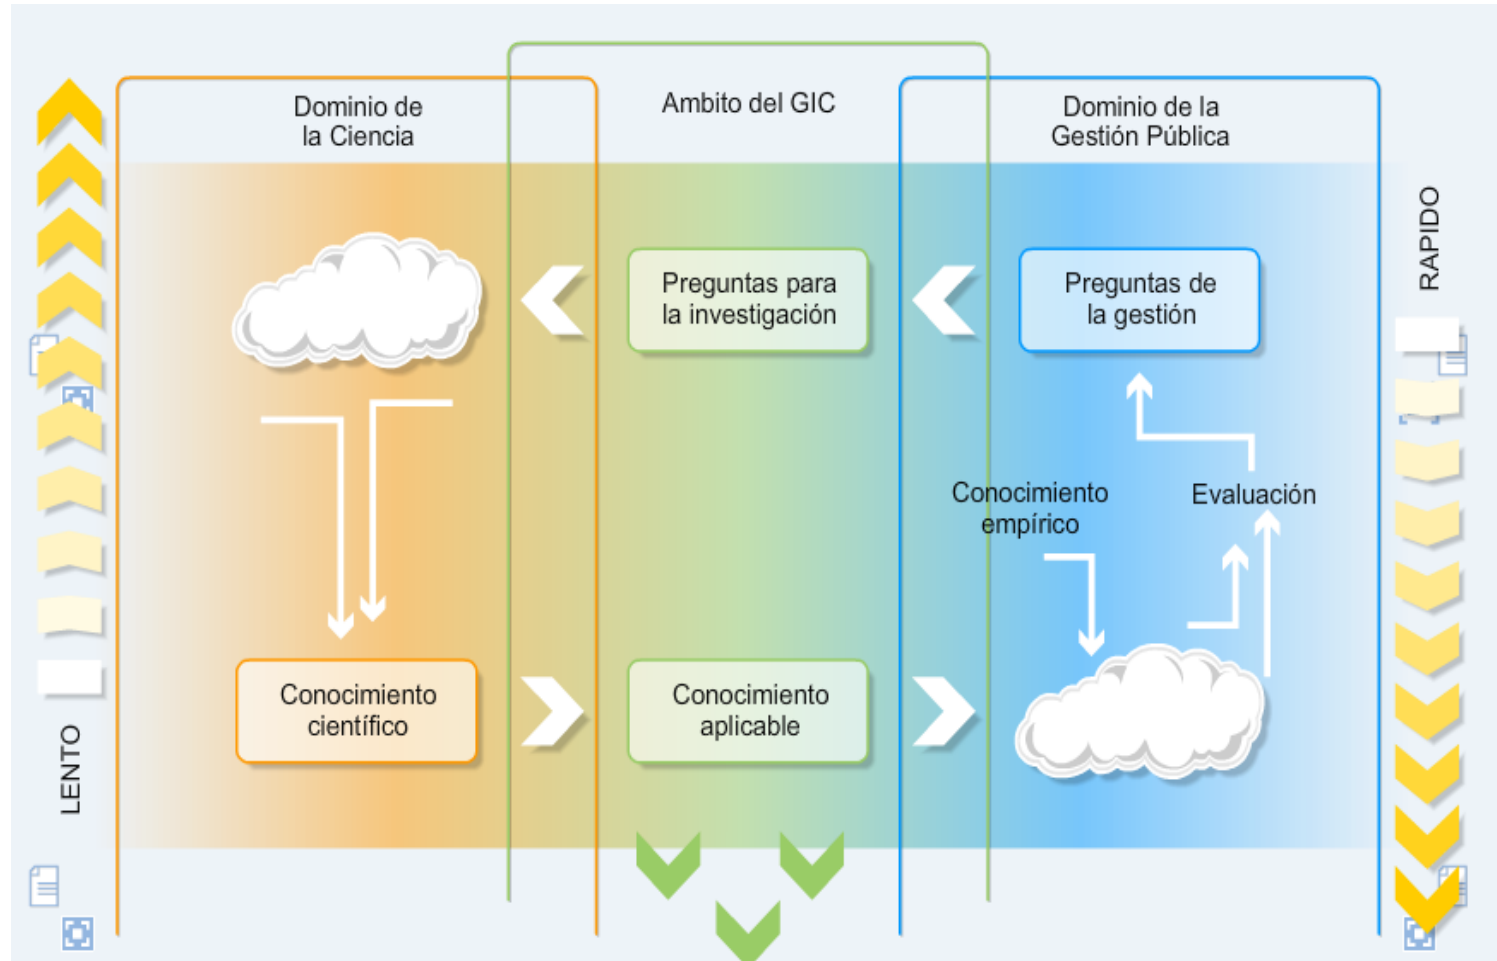 Dominio de
la Ciencia
Ambito del GIC
Dominio de la
Gestión Pública
RAPIDO
Preguntas para
la investigación
Preguntas de
la gestión
Conocimiento
empírico
Evaluación
Conocimiento
científico
Conocimiento
aplicable
LENTO